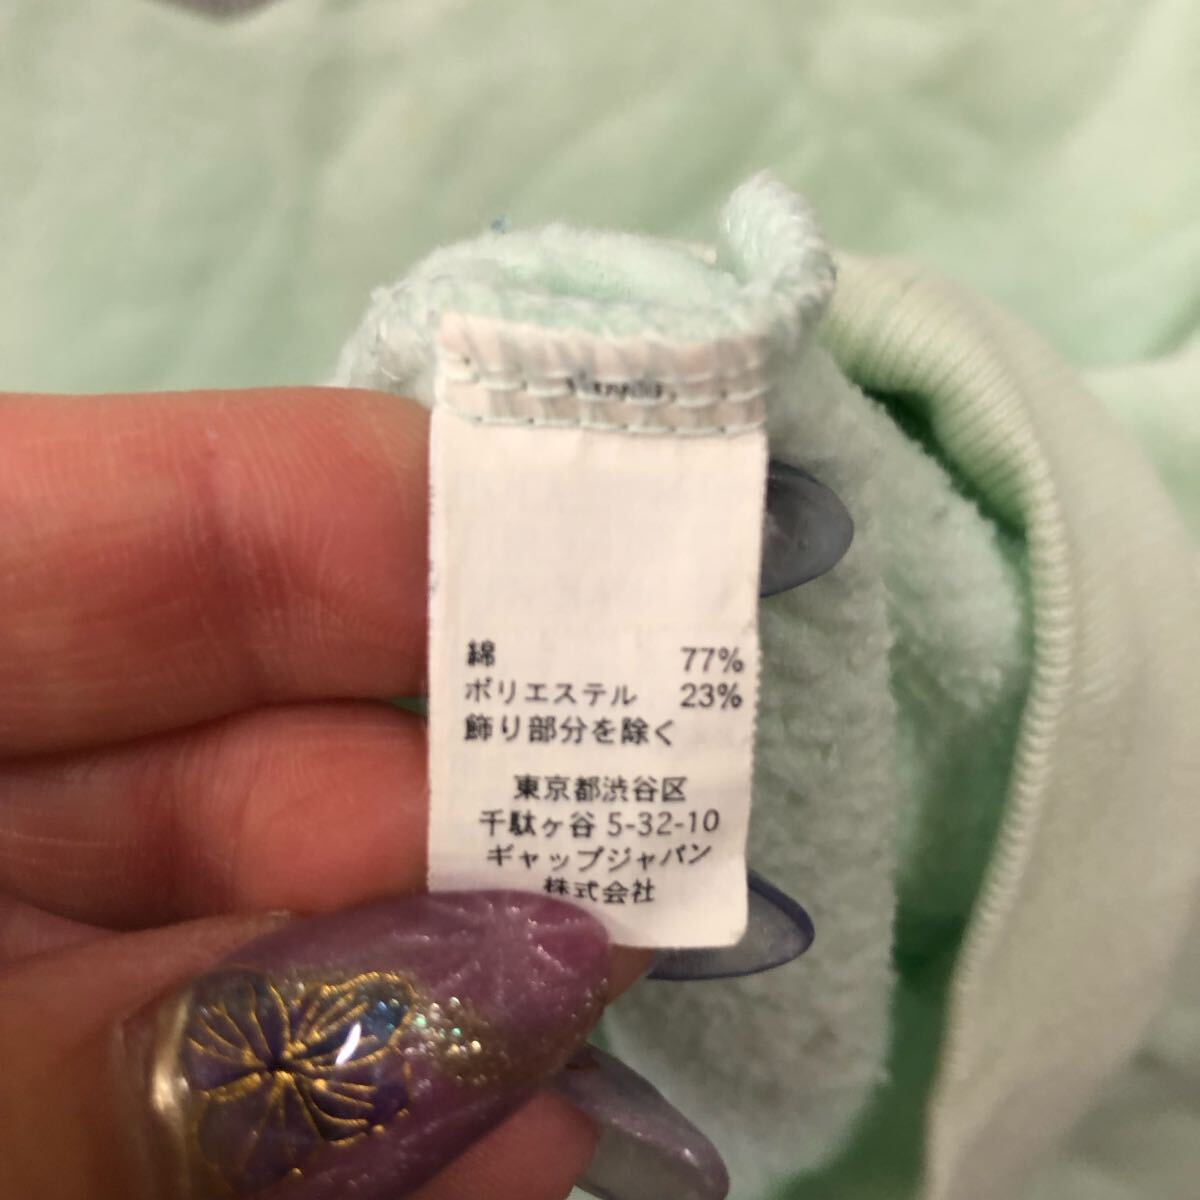 綿 77%
ポリエステル 23%
飾り部分を除く
東京都渋谷区
千駄ヶ谷 5-32-10
ギャップジャパン
株式会社